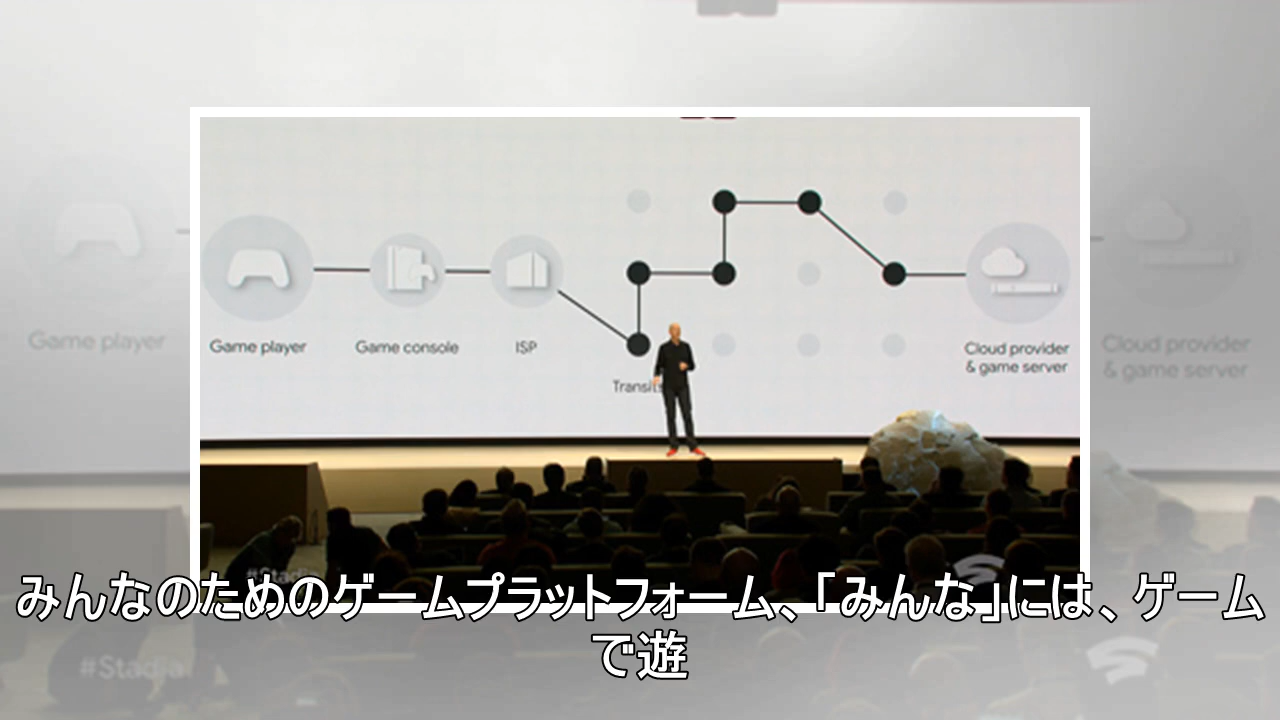 Game player
Game console
ISP
Transit
Cloud provider
& game server
Game player
Cloud provider
& game server
#Stadia
#Stadia
みんなのためのゲームプラットフォーム、「みんな」には、ゲーム
で遊